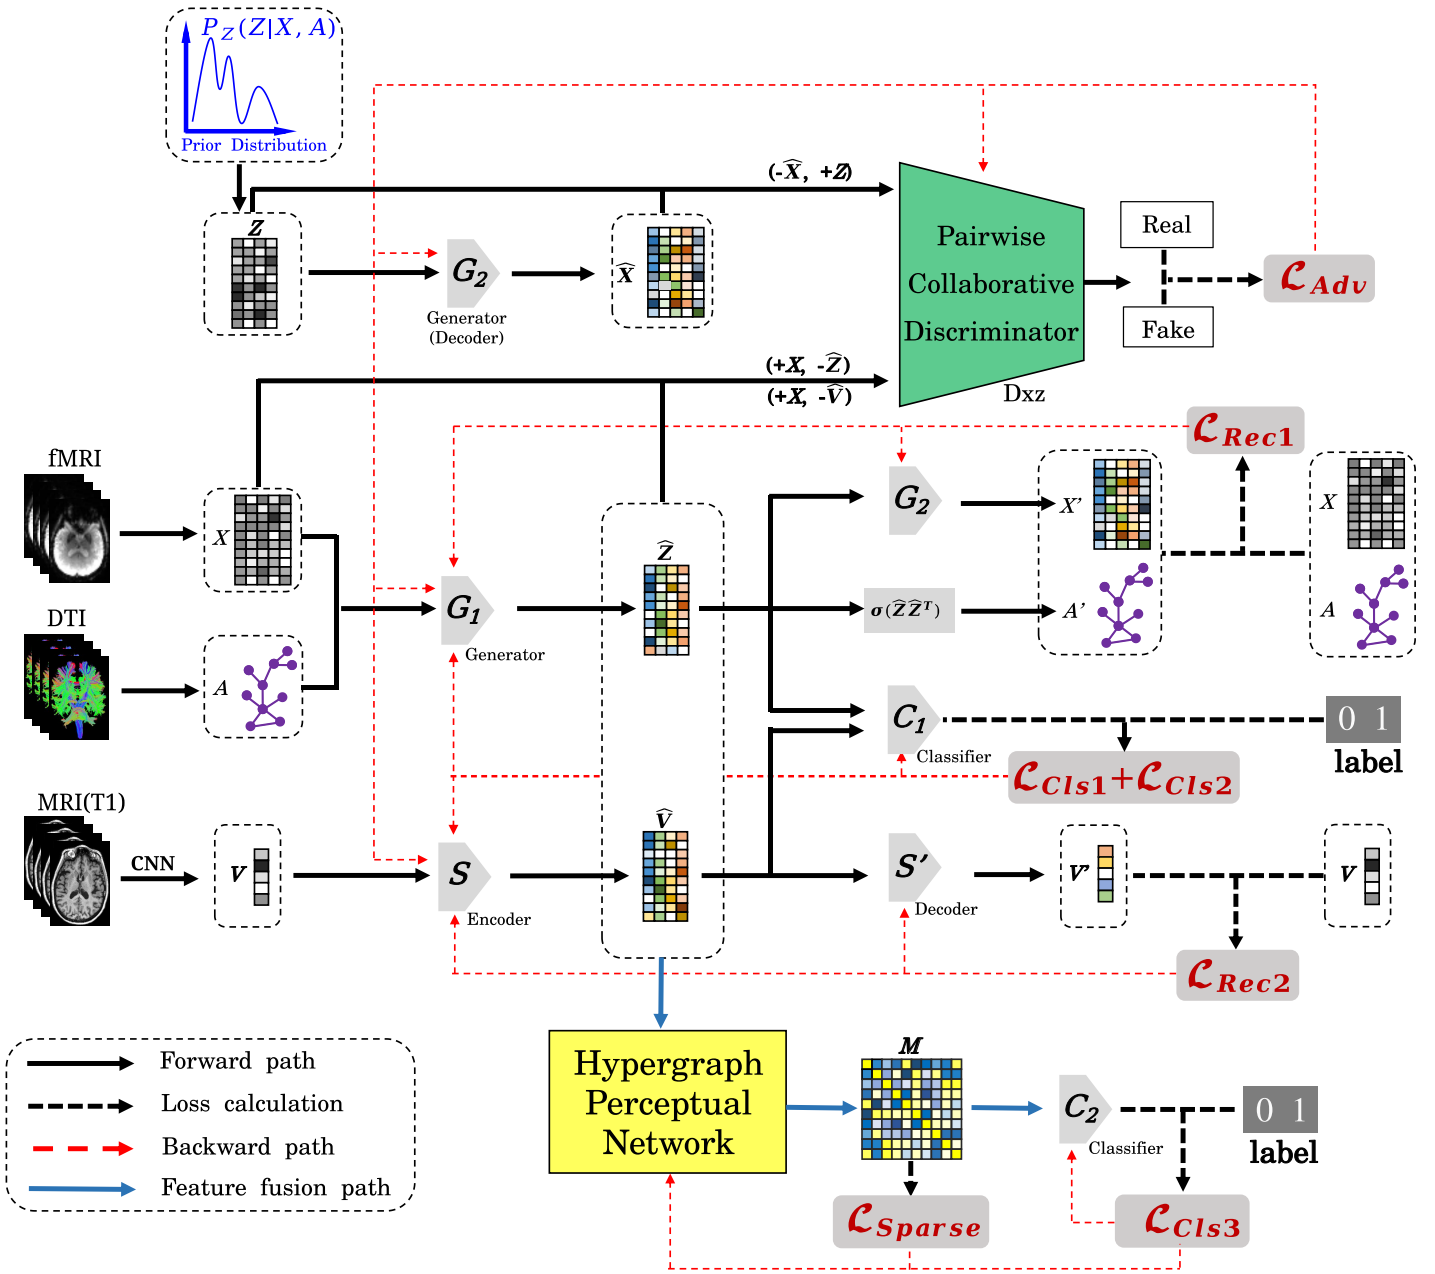 P_Z(Z|X, A)
Prior Distribution
Z
G₂
Generator
(Decoder)
X̂
(-X̂, +Z)
(+X, -Ẑ)
(+X, -V̂)
Pairwise
Collaborative
Discriminator
Dxz
Real
Fake
ℒ_Adv
fMRI
X
DTI
A
MRI(T1)
CNN
V
G₁
Generator
S
Encoder
Ẑ
V̂
G₂
σ(ẐẐᵀ)
C₁
Classifier
S'
Decoder
X'
A'
ℒ_Rec1
X
A
0 1
label
ℒ_Cls1+ℒ_Cls2
V'
V
ℒ_Rec2
Forward path
Loss calculation
Backward path
Feature fusion path
Hypergraph
Perceptual
Network
M
ℒ_Sparse
C₂
Classifier
0 1
label
ℒ_Cls3